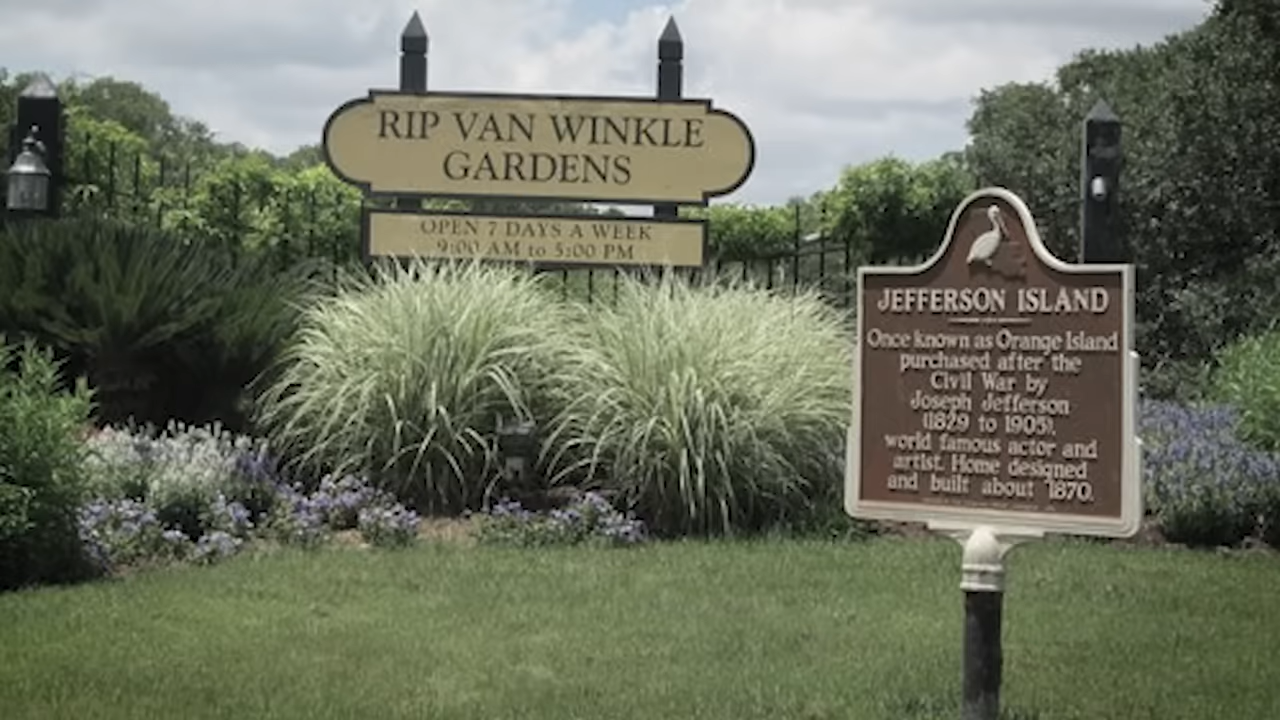 RIP VAN WINKLE
GARDENS
OPEN 7 DAYS A WEEK
9:00 AM to 5:00 PM
JEFFERSON ISLAND
Once known as Orange Island
purchased after the
Civil War by
Joseph Jefferson
(1829 to 1905),
world famous actor and
artist. Home designed
and built about 1870.